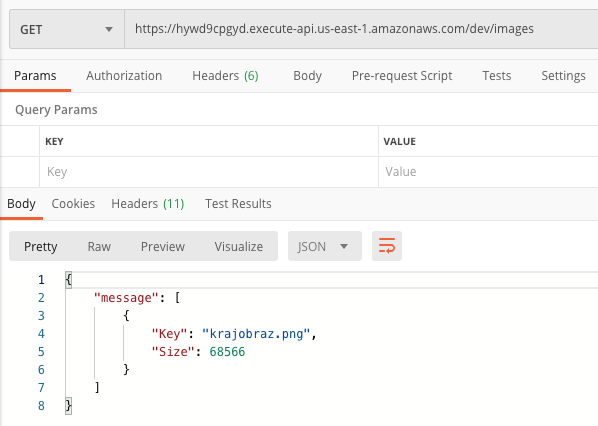 GET https://hywd9cpgyd.execute-api.us-east-1.amazonaws.com/dev/images
Params Authorization Headers (6) Body Pre-request Script Tests Settings
Query Params
KEY VALUE
Key Value
Body Cookies Headers (11) Test Results
Pretty Raw Preview Visualize JSON
1 {
2 "message": [
3 {
4 "Key": "krajobraz.png",
5 "Size": 68566
6 }
7 ]
8 }